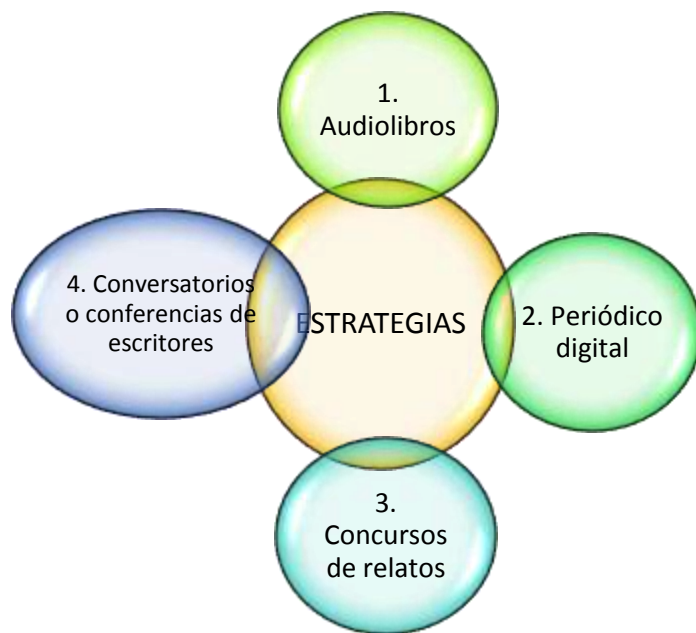 1.
Audiolibros
4. Conversatorios
o conferencias de
escritores
ESTRATEGIAS
2. Periódico
digital
3.
Concursos
de relatos